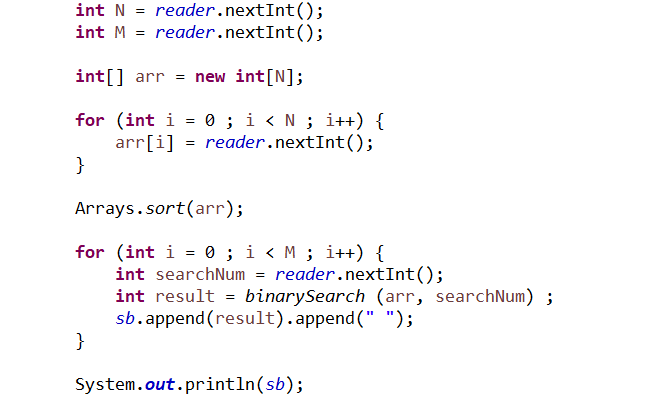 int N = reader.nextInt();
int M = reader.nextInt();
int[] arr = new int[N];
for (int i = 0 ; i < N ; i++) {
arr[i] = reader.nextInt();
}
Arrays.sort(arr);
for (int i = 0 ; i < M ; i++) {
int searchNum = reader.nextInt();
int result = binarySearch (arr, searchNum) ;
sb.append(result).append(" ");
}
System.out.println(sb);